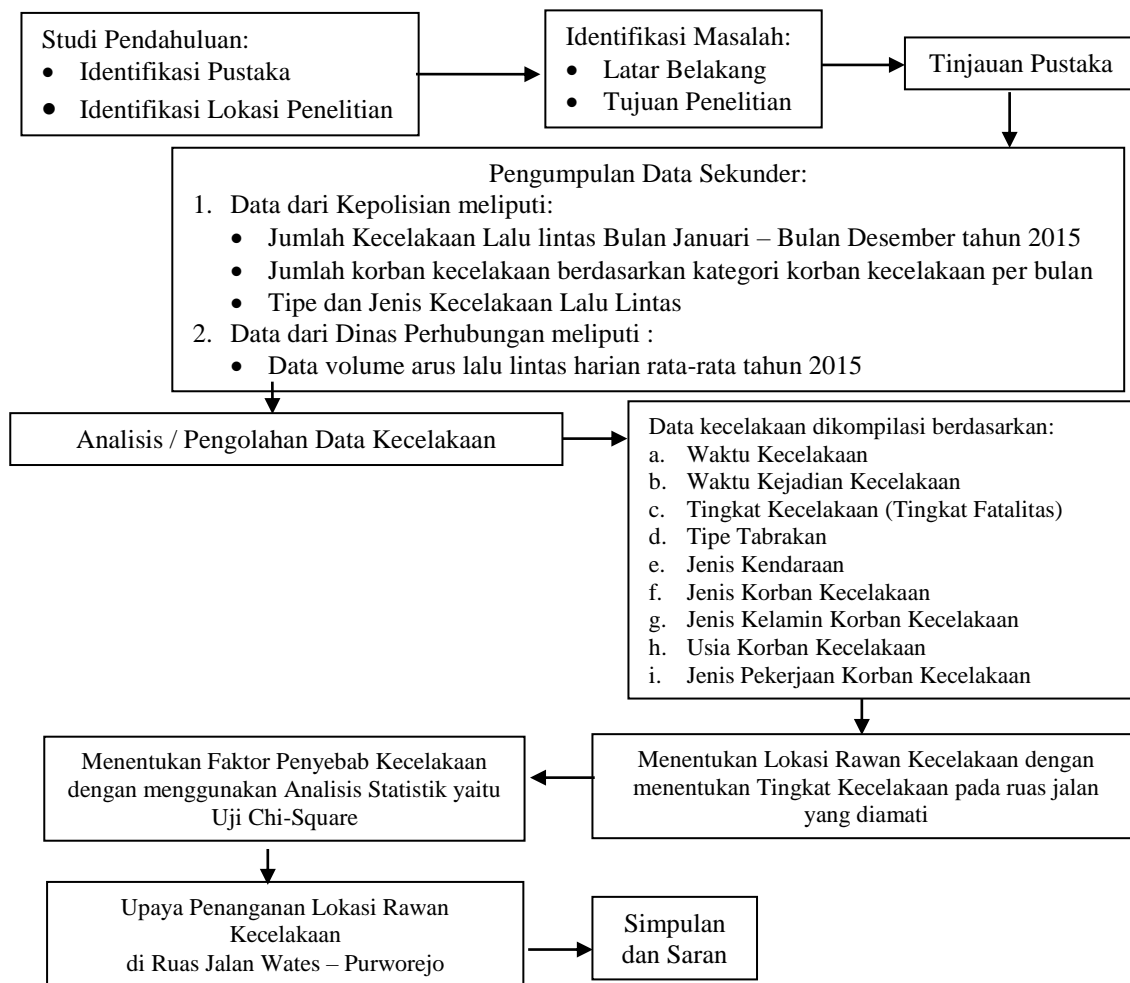 Studi Pendahuluan:
• Identifikasi Pustaka
• Identifikasi Lokasi Penelitian
Identifikasi Masalah:
• Latar Belakang
• Tujuan Penelitian
Tinjauan Pustaka
Pengumpulan Data Sekunder:
1. Data dari Kepolisian meliputi:
• Jumlah Kecelakaan Lalu lintas Bulan Januari – Bulan Desember tahun 2015
• Jumlah korban kecelakaan berdasarkan kategori korban kecelakaan per bulan
• Tipe dan Jenis Kecelakaan Lalu Lintas
2. Data dari Dinas Perhubungan meliputi :
• Data volume arus lalu lintas harian rata-rata tahun 2015
Analisis / Pengolahan Data Kecelakaan
Data kecelakaan dikompilasi berdasarkan:
a. Waktu Kecelakaan
b. Waktu Kejadian Kecelakaan
c. Tingkat Kecelakaan (Tingkat Fatalitas)
d. Tipe Tabrakan
e. Jenis Kendaraan
f. Jenis Korban Kecelakaan
g. Jenis Kelamin Korban Kecelakaan
h. Usia Korban Kecelakaan
i. Jenis Pekerjaan Korban Kecelakaan
Menentukan Lokasi Rawan Kecelakaan dengan
menentukan Tingkat Kecelakaan pada ruas jalan
yang diamati
Menentukan Faktor Penyebab Kecelakaan
dengan menggunakan Analisis Statistik yaitu
Uji Chi-Square
Upaya Penanganan Lokasi Rawan
Kecelakaan
di Ruas Jalan Wates – Purworejo
Simpulan
dan Saran